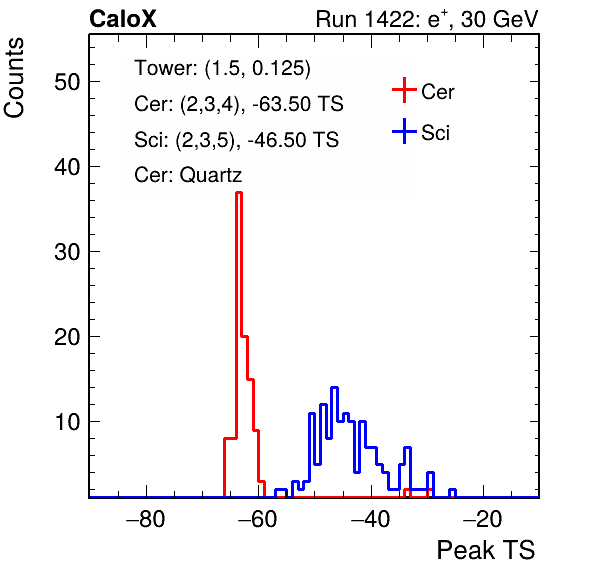 CaloX Run 1422: e⁺, 30 GeV
Counts
Tower: (1.5, 0.125)
Cer: (2,3,4), -63.50 TS
Sci: (2,3,5), -46.50 TS
Cer: Quartz
Cer
Sci
50
40
30
20
10
−80 −60 −40 −20
Peak TS